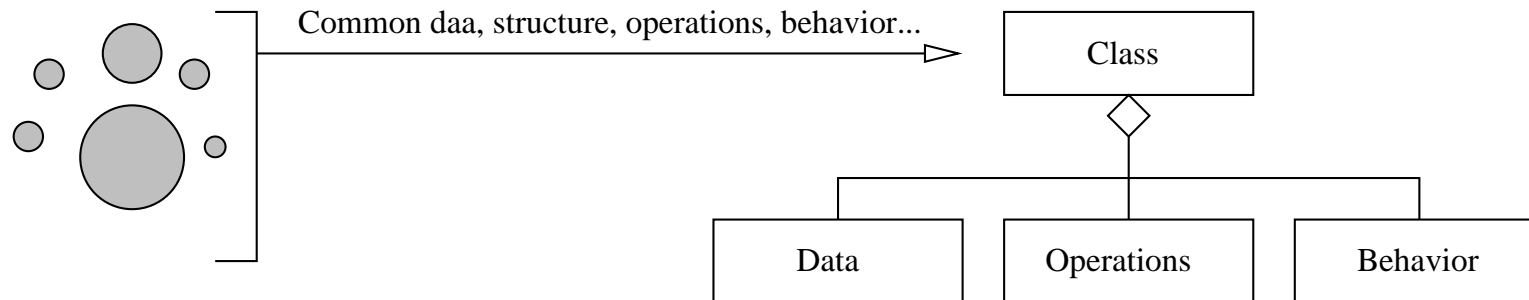 Common daa, structure, operations, behavior...
Class
Data
Operations
Behavior